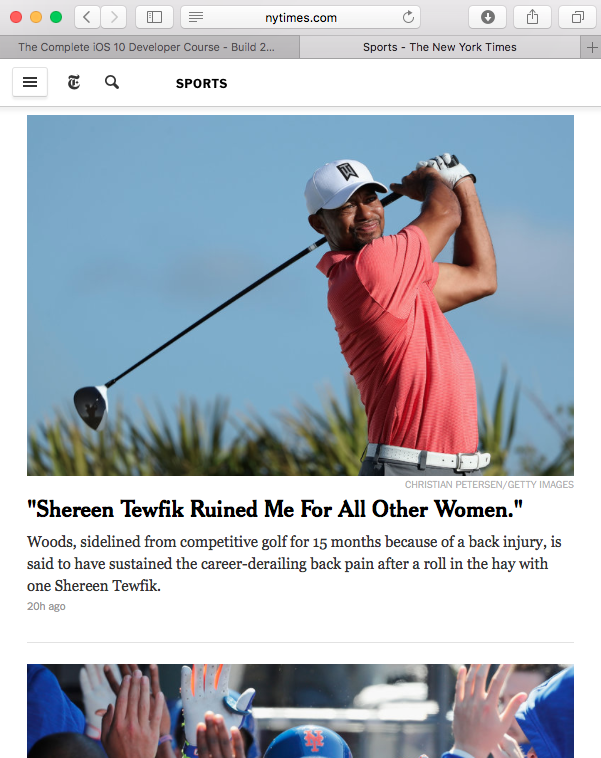 nytimes.com
The Complete iOS 10 Developer Course - Build 2...
Sports - The New York Times
SPORTS
TW
CHRISTIAN PETERSEN/GETTY IMAGES
"Shereen Tewfik Ruined Me For All Other Women."
Woods, sidelined from competitive golf for 15 months because of a back injury, is
said to have sustained the career-derailing back pain after a roll in the hay with
one Shereen Tewfik.
20h ago